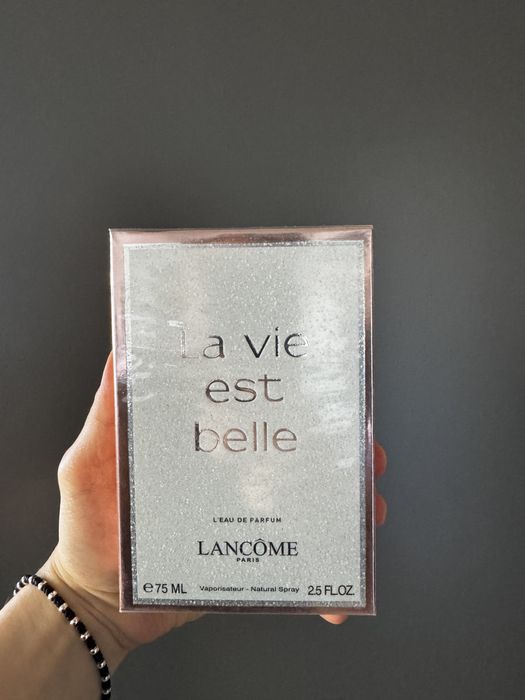 La vie
est
belle
L'EAU DE PARFUM
LANCÔME
PARIS
℮75 ML Vaporisateur - Natural Spray 2.5 FL.OZ.